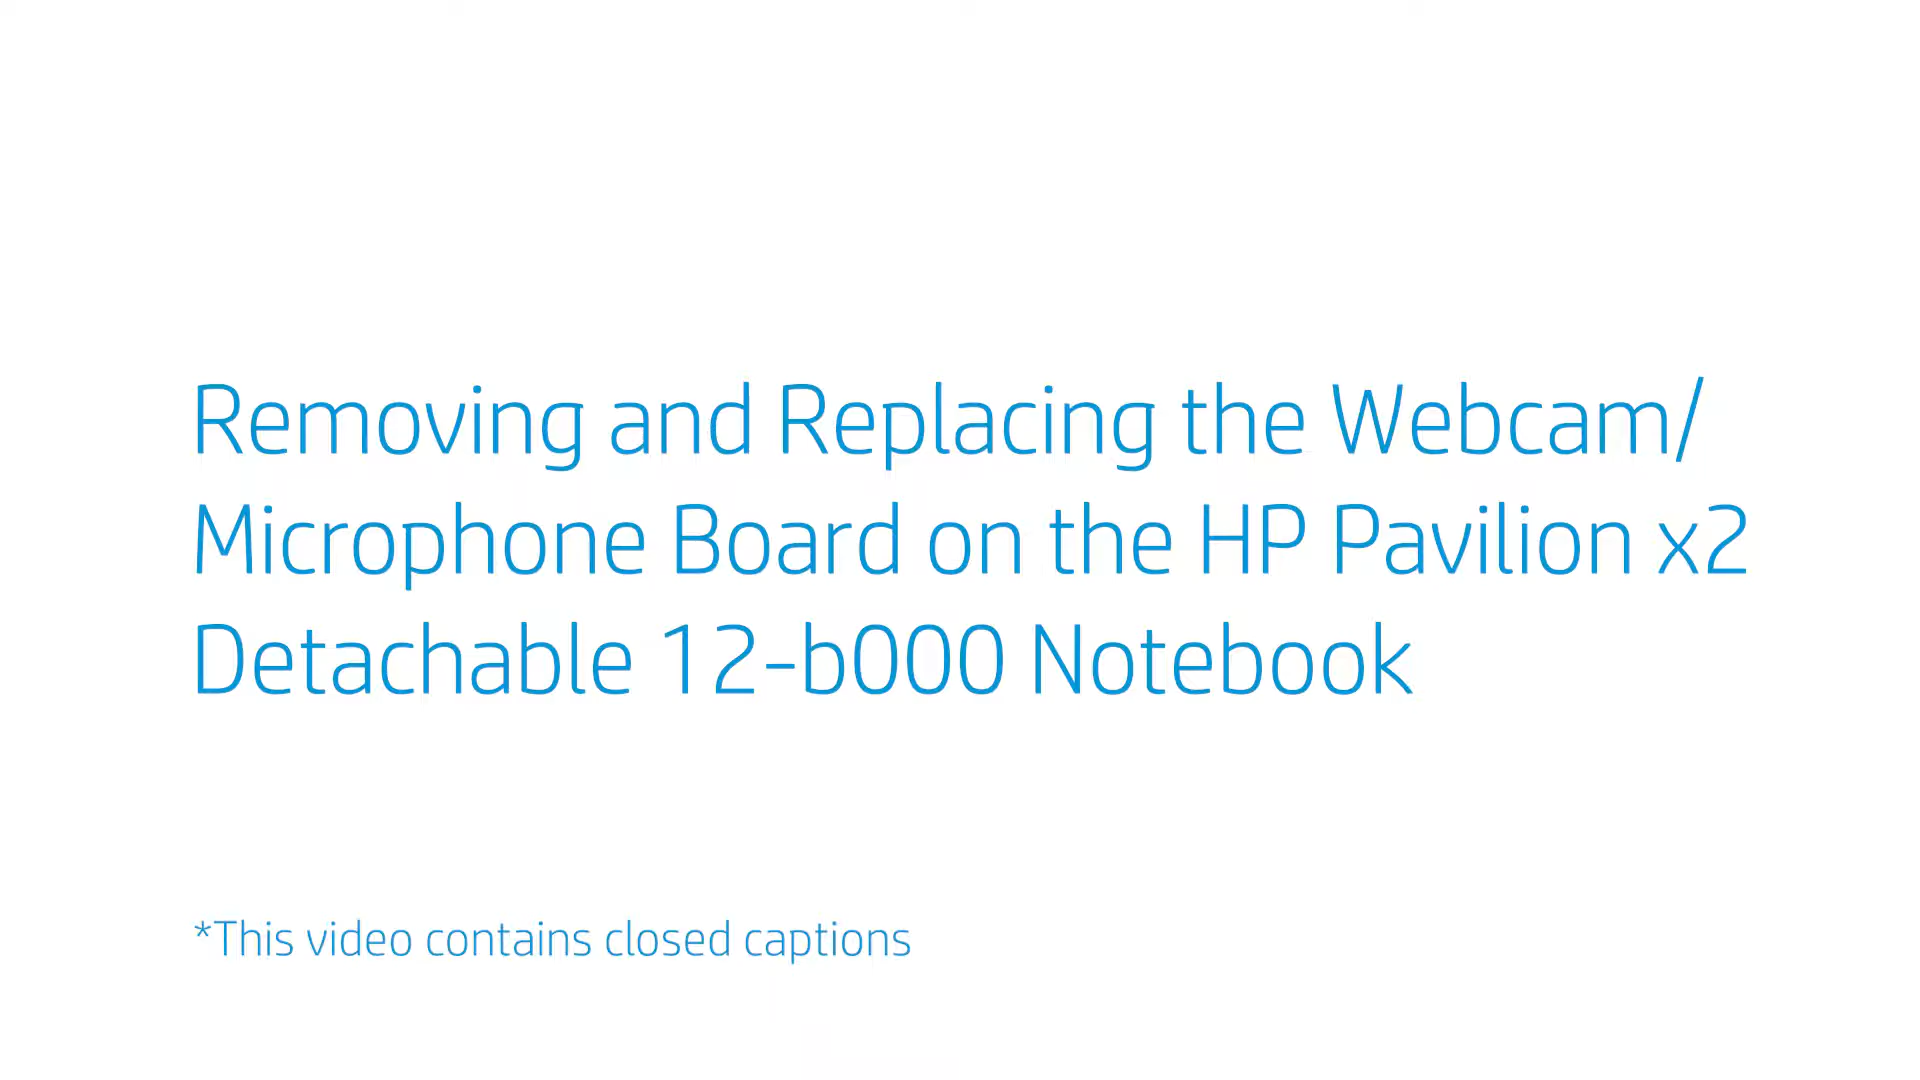 Removing and Replacing the Webcam/
Microphone Board on the HP Pavilion x2
Detachable 12-b000 Notebook
*This video contains closed captions